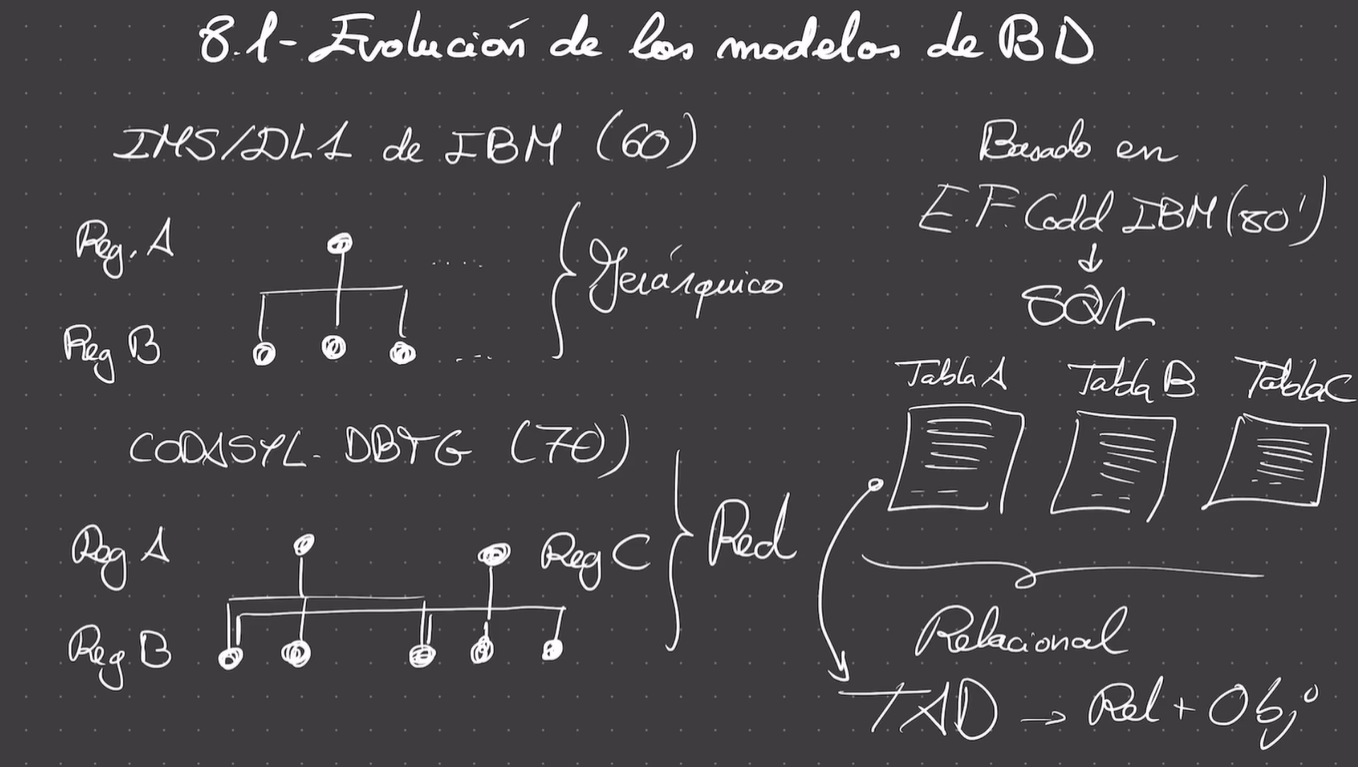 8.1- Evolución de los modelos de BD
IMS/DL1 de IBM (60)
Reg. A
.....
Reg B
...
Jerárquico
CODASYL- DBTG (70)
Reg A
Reg C
Reg B
Red
Basado en
E.F. Codd IBM (80')
↓
SQL
Tabla A Tabla B Tabla C
Relacional
TAD → Rel + Objº